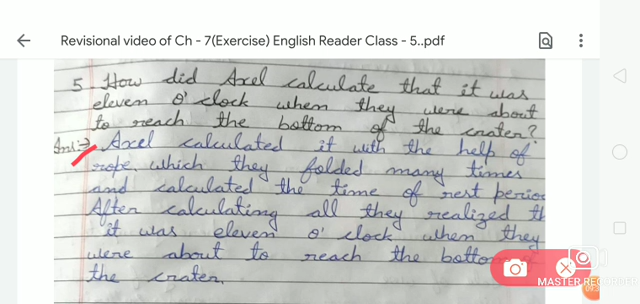 Revisional video of Ch - 7(Exercise) English Reader Class - 5..pdf
5. How did Axel calculate that it was
eleven o' clock when they were about
to reach the bottom of the crater?
Ans:→ Axel calculated it with the help of
rope, which they folded many times
and calculated the time of rest perio
After calculating all they realized th
it was eleven o' clock when they
were about to reach the bottom
the crater.
MASTER RECORDER